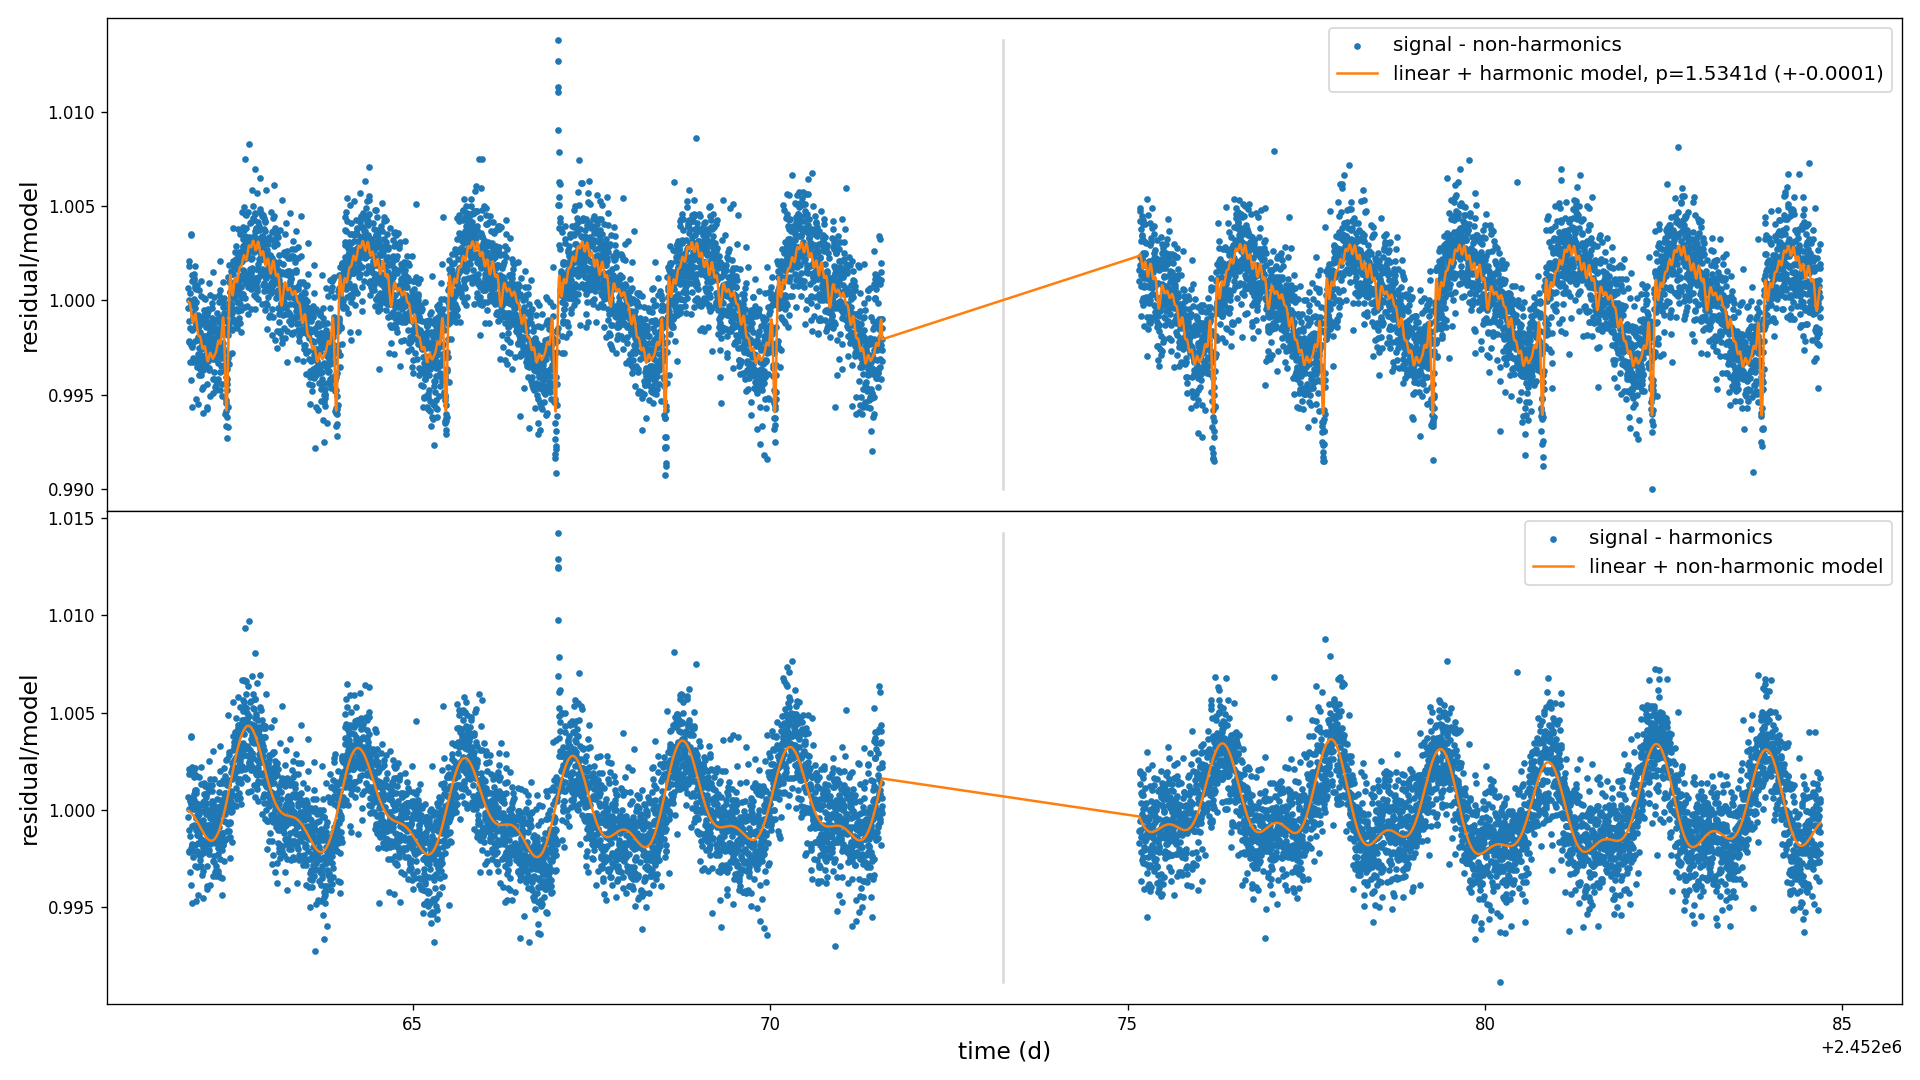 signal - non-harmonics
linear + harmonic model, p=1.5341d (+-0.0001)
1.010
1.005
1.000
0.995
0.990
residual/model
signal - harmonics
linear + non-harmonic model
1.015
1.010
1.005
1.000
0.995
residual/model
65
70
75
80
85
+2.452e6
time (d)